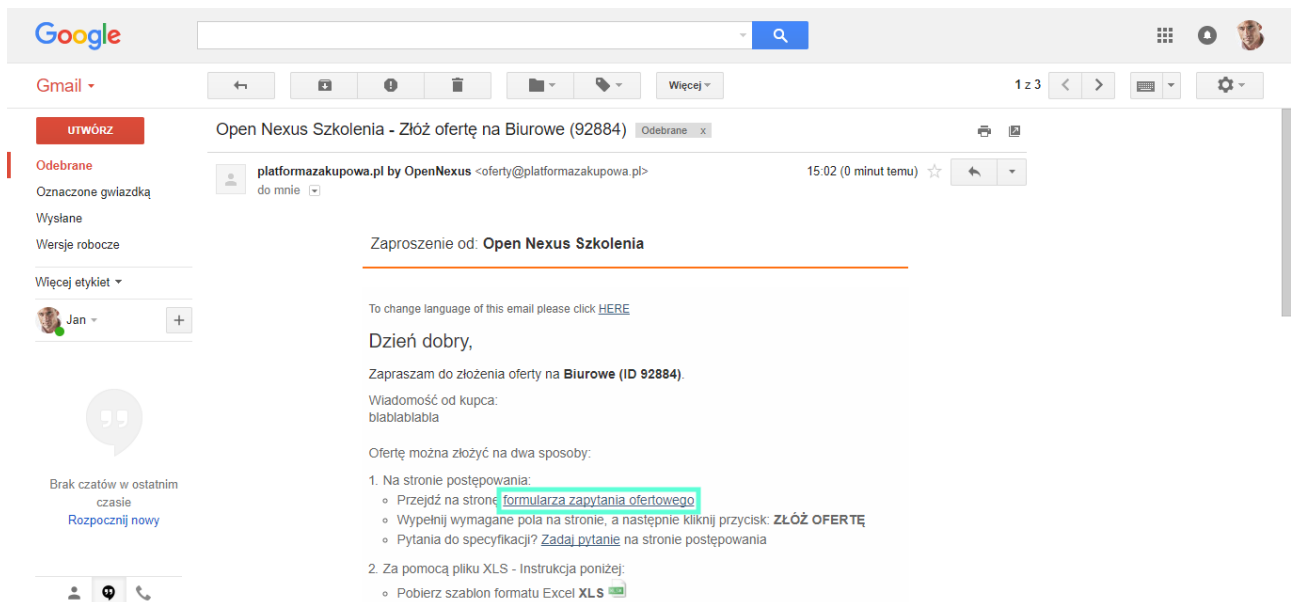 Google
Gmail
Więcej
1 z 3
UTWÓRZ
Open Nexus Szkolenia - Złóż ofertę na Biurowe (92884) Odebrane x
Odebrane
Oznaczone gwiazdką
Wysłane
Wersje robocze
Więcej etykiet
Jan
+
Brak czatów w ostatnim
czasie
Rozpocznij nowy
platformazakupowa.pl by OpenNexus <oferty@platformazakupowa.pl>
15:02 (0 minut temu)
do mnie
Zaproszenie od: Open Nexus Szkolenia
To change language of this email please click HERE
Dzień dobry,
Zapraszam do złożenia oferty na Biurowe (ID 92884).
Wiadomość od kupca:
blablablabla
Ofertę można złożyć na dwa sposoby:
1. Na stronie postępowania:
Przejdź na stronę formularza zapytania ofertowego
Wypełnij wymagane pola na stronie, a następnie kliknij przycisk: ZŁÓŻ OFERTĘ
Pytania do specyfikacji? Zadaj pytanie na stronie postępowania
2. Za pomocą pliku XLS - Instrukcja poniżej:
Pobierz szablon formatu Excel XLS